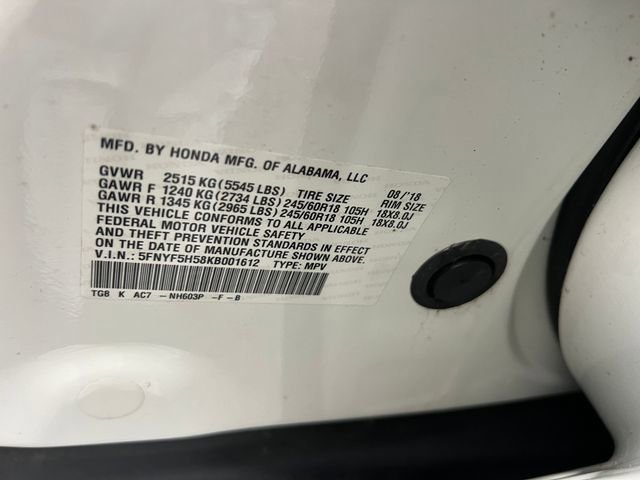 MFD. BY HONDA MFG. OF ALABAMA, LLC
GVWR 2515 KG (5545 LBS) TIRE SIZE 08/'18 RIM SIZE
GAWR F 1240 KG (2734 LBS) 245/60R18 105H 18X8.0J
GAWR R 1345 KG (2965 LBS) 245/60R18 105H 18X8.0J
THIS VEHICLE CONFORMS TO ALL APPLICABLE
FEDERAL MOTOR VEHICLE SAFETY
AND THEFT PREVENTION STANDARDS IN EFFECT
ON THE DATE OF MANUFACTURE SHOWN ABOVE.
V.I.N.: 5FNYF5H58KB001612 TYPE: MPV
TG8 K AC7 -NH603P -F-B